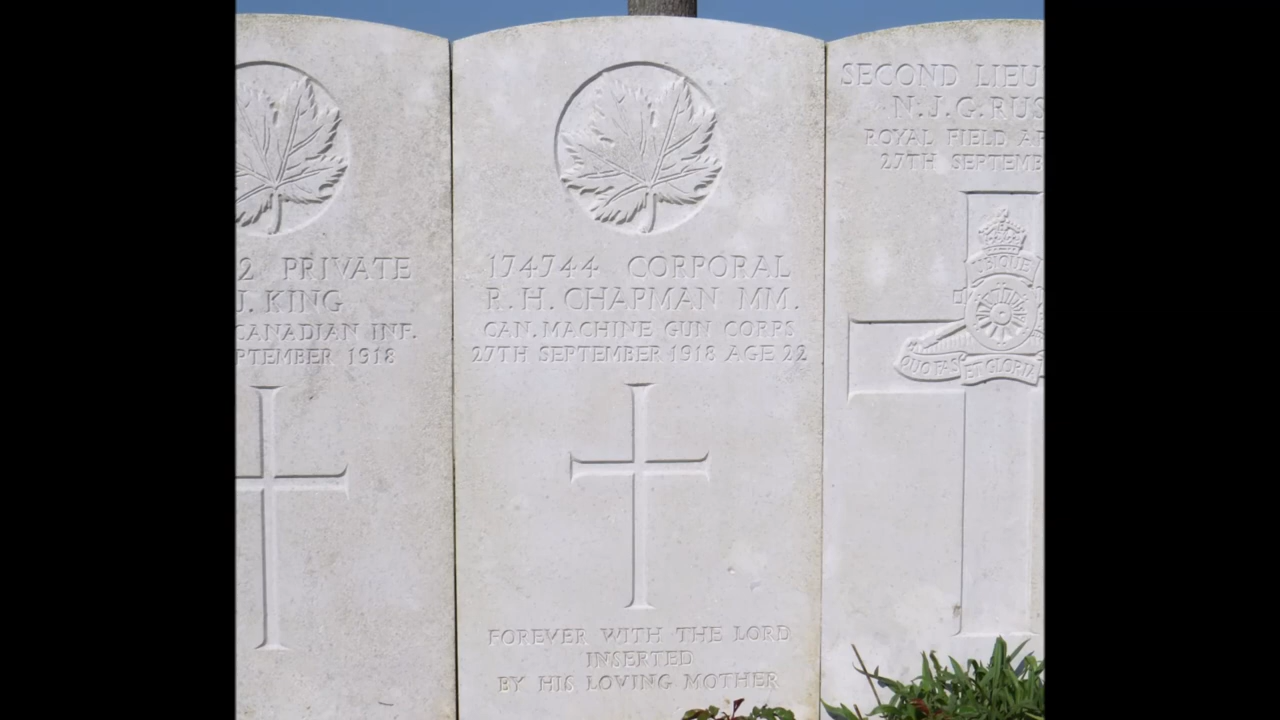 2 PRIVATE
J. KING
CANADIAN INF.
PTEMBER 1918
174744 CORPORAL
R. H. CHAPMAN MM.
CAN. MACHINE GUN CORPS
27TH SEPTEMBER 1918 AGE 22
FOREVER WITH THE LORD
INSERTED
BY HIS LOVING MOTHER
SECOND LIEU
N. J. G. RUS
ROYAL FIELD AR
27TH SEPTEMB
UBIQUE
QUO FAS
ET GLORIA